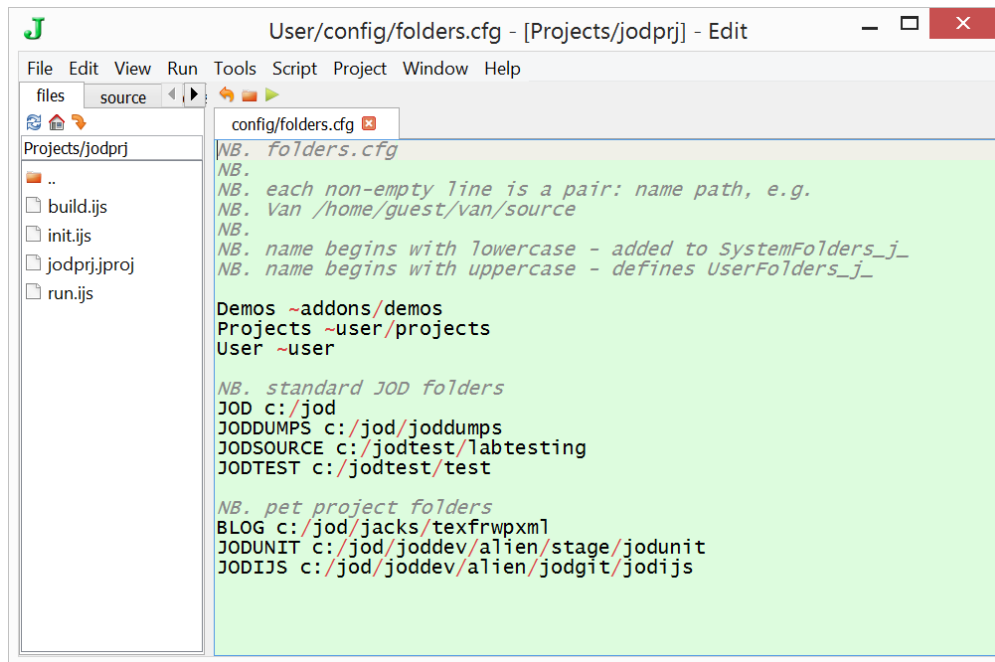 User/config/folders.cfg - [Projects/jodprj] - Edit
File Edit View Run Tools Script Project Window Help
files source
config/folders.cfg
Projects/jodprj
..
build.ijs
init.ijs
jodprj.jproj
run.ijs
NB. folders.cfg
NB.
NB. each non-empty line is a pair: name path, e.g.
NB. Van /home/guest/van/source
NB.
NB. name begins with lowercase - added to SystemFolders_j_
NB. name begins with uppercase - defines UserFolders_j_
Demos ~addons/demos
Projects ~user/projects
User ~user
NB. standard JOD folders
JOD c:/jod
JODDUMPS c:/jod/joddumps
JODSOURCE c:/jodtest/labtesting
JODTEST c:/jodtest/test
NB. pet project folders
BLOG c:/jod/jacks/texfrwpxml
JODUNIT c:/jod/joddev/alien/stage/jodunit
JODIJS c:/jod/joddev/alien/jodgit/jodijs